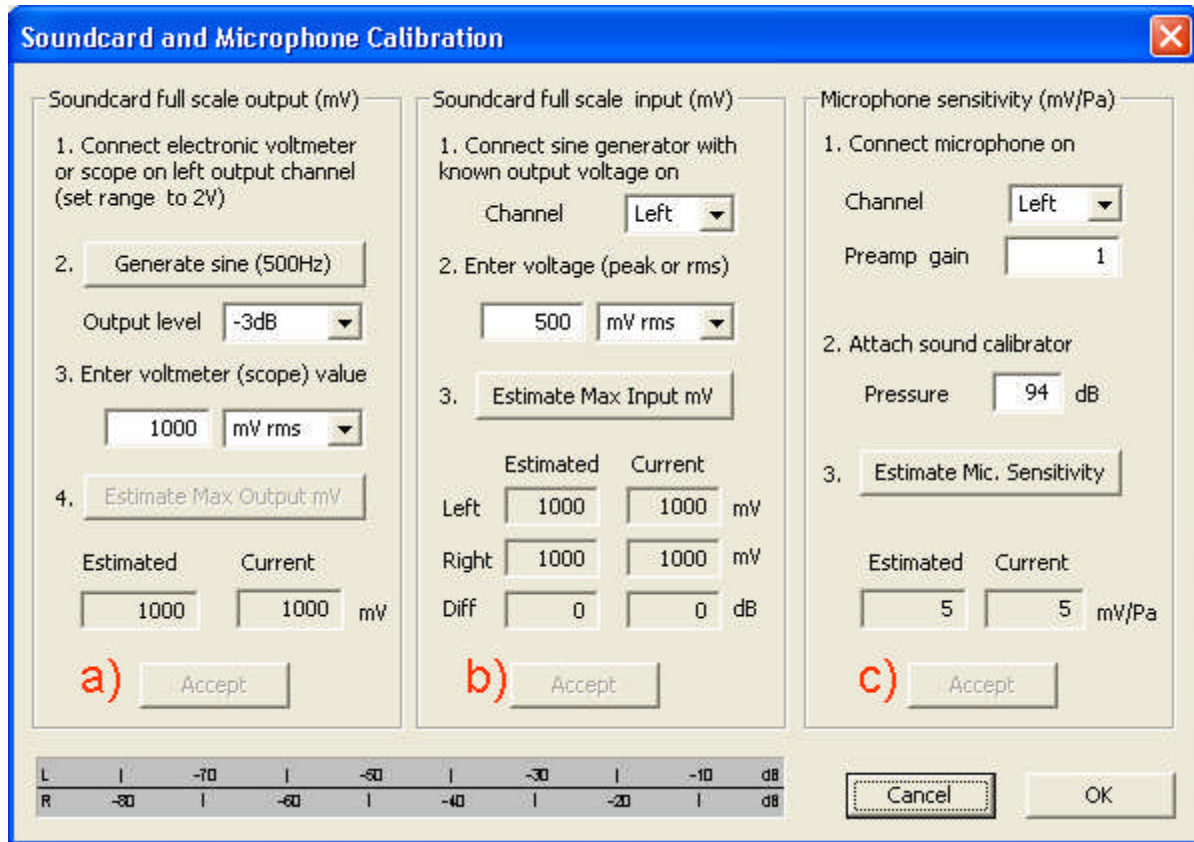 Soundcard and Microphone Calibration
Soundcard full scale output (mV)
1. Connect electronic voltmeter
or scope on left output channel
(set range to 2V)
2. Generate sine (500Hz)
Output level -3dB
3. Enter voltmeter (scope) value
1000 mV rms
4. Estimate Max Output mV
Estimated Current
1000 1000 mV
a) Accept
Soundcard full scale input (mV)
1. Connect sine generator with
known output voltage on
Channel Left
2. Enter voltage (peak or rms)
500 mV rms
3. Estimate Max Input mV
Estimated Current
Left 1000 1000 mV
Right 1000 1000 mV
Diff 0 0 dB
b) Accept
Microphone sensitivity (mV/Pa)
1. Connect microphone on
Channel Left
Preamp gain 1
2. Attach sound calibrator
Pressure 94 dB
3. Estimate Mic. Sensitivity
Estimated Current
5 5 mV/Pa
c) Accept
L | -70 | -50 | -30 | -10 dB
R -80 | -60 | -40 | -20 | dB
Cancel OK